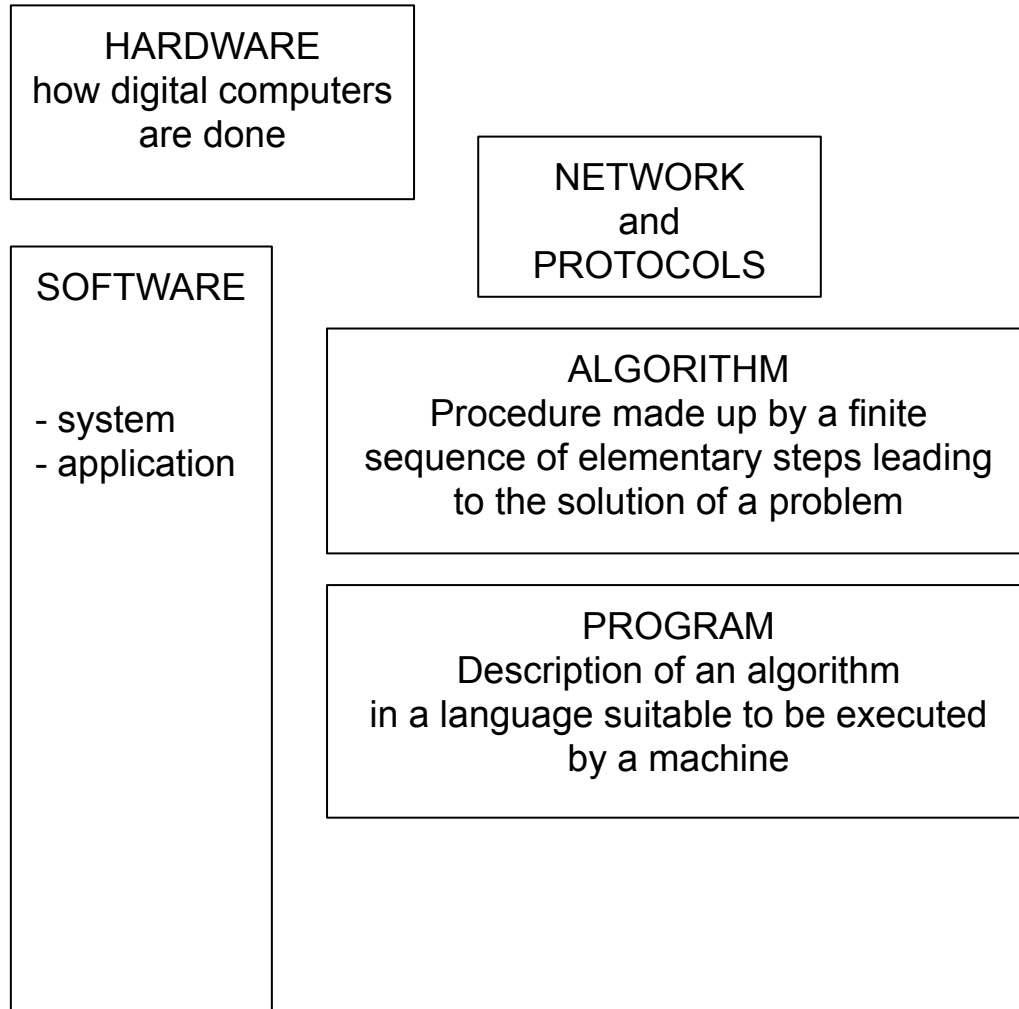 HARDWARE
how digital computers
are done
NETWORK
and
PROTOCOLS
SOFTWARE
- system
- application
ALGORITHM
Procedure made up by a finite
sequence of elementary steps leading
to the solution of a problem
PROGRAM
Description of an algorithm
in a language suitable to be executed
by a machine